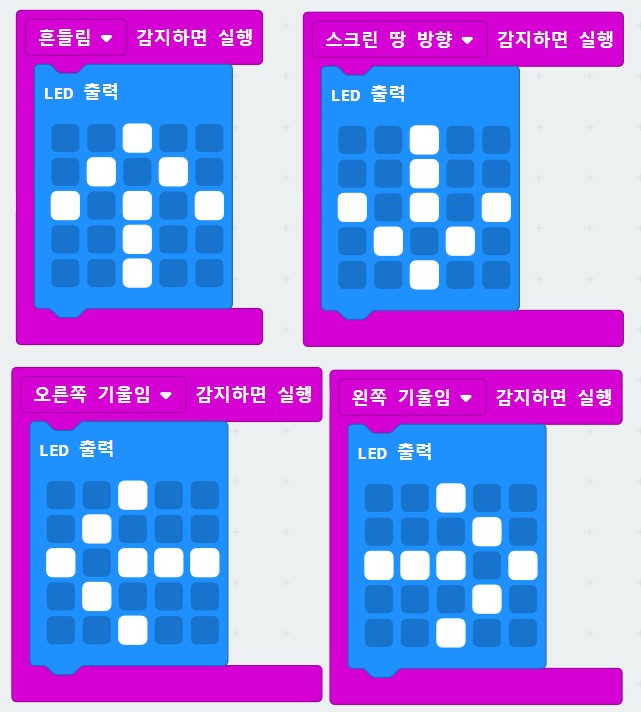 흔들림 감지하면 실행
LED 출력
스크린 땅 방향 감지하면 실행
LED 출력
오른쪽 기울임 감지하면 실행
LED 출력
왼쪽 기울임 감지하면 실행
LED 출력